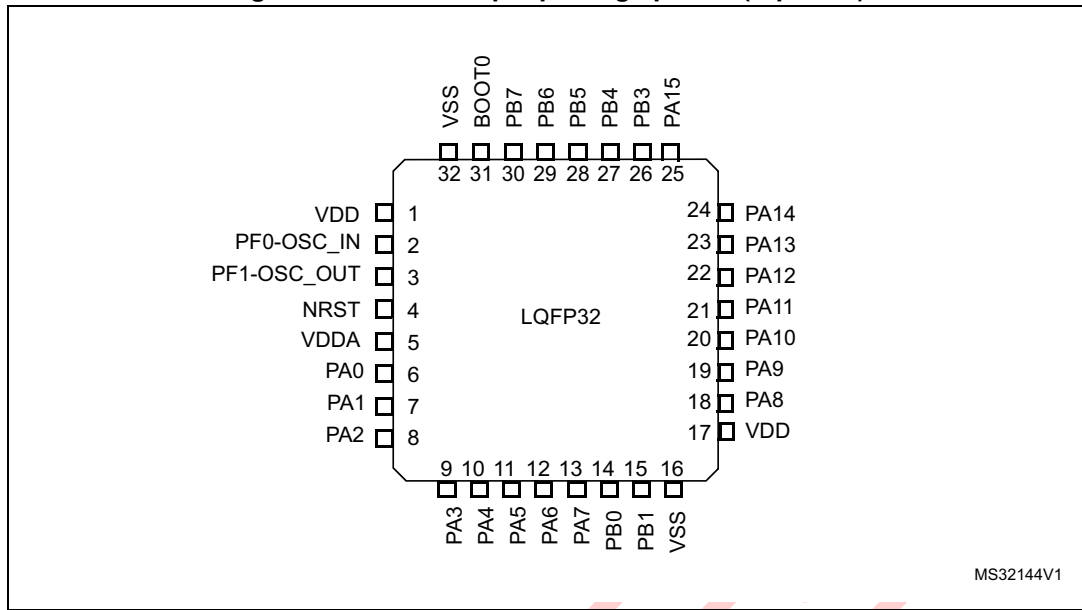 VSS
BOOT0
PB7
PB6
PB5
PB4
PB3
PA15
32 31 30 29 28 27 26 25
VDD 1
PF0-OSC_IN 2
PF1-OSC_OUT 3
NRST 4
VDDA 5
PA0 6
PA1 7
PA2 8
LQFP32
24 PA14
23 PA13
22 PA12
21 PA11
20 PA10
19 PA9
18 PA8
17 VDD
9 10 11 12 13 14 15 16
PA3
PA4
PA5
PA6
PA7
PB0
PB1
VSS
MS32144V1